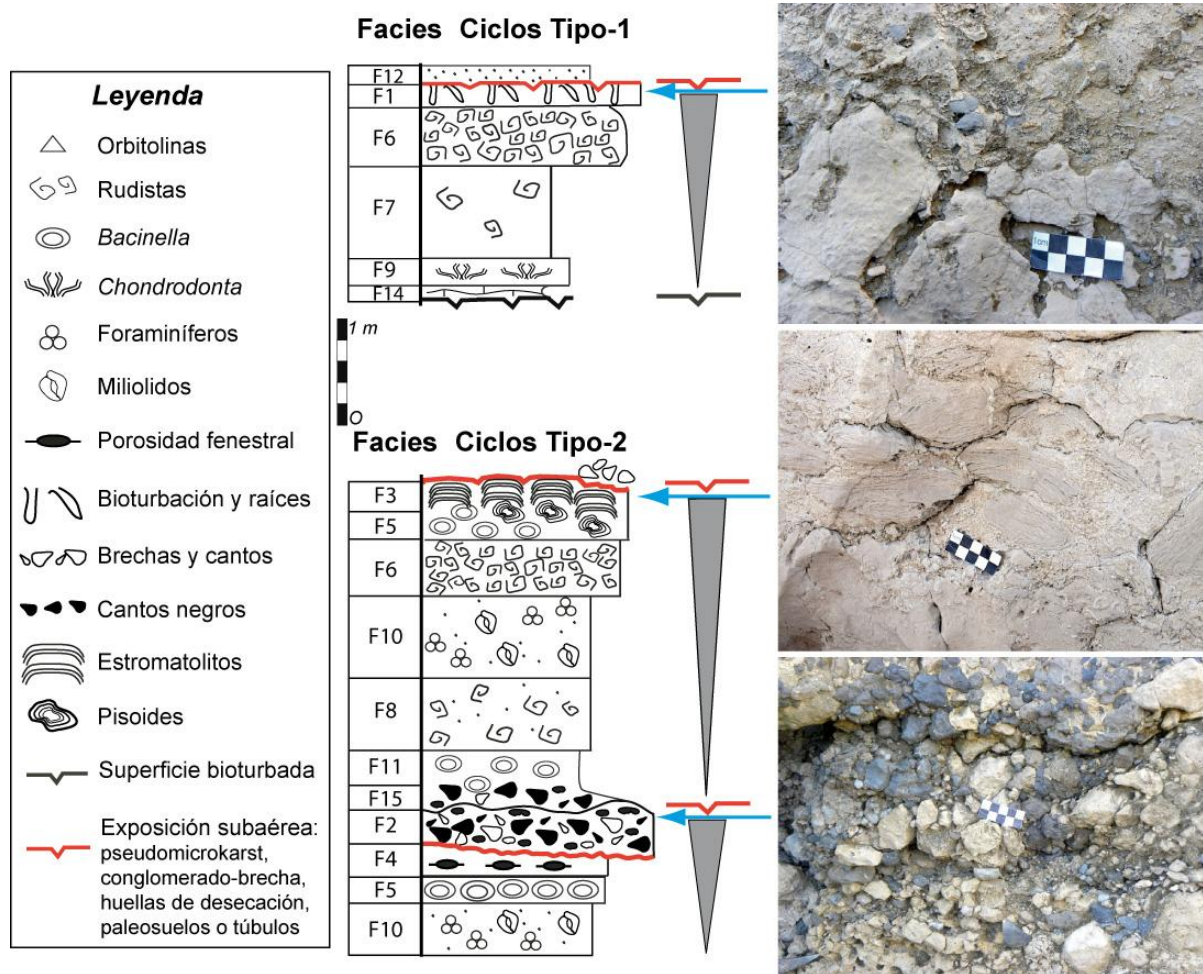 Leyenda
Orbitolinas
Rudistas
Bacinella
Chondrodonta
Foraminíferos
Miliolidos
Porosidad fenestral
Bioturbación y raíces
Brechas y cantos
Cantos negros
Estromatolitos
Pisoides
Superficie bioturbada
Exposición subaérea:
pseudomicrokarst,
conglomerado-brecha,
huellas de desecación,
paleosuelos o túbulos
Facies Ciclos Tipo-1
F12
F1
F6
F7
F9
F14
1 m
0
Facies Ciclos Tipo-2
F3
F5
F6
F10
F8
F11
F15
F2
F4
F5
F10
1cm